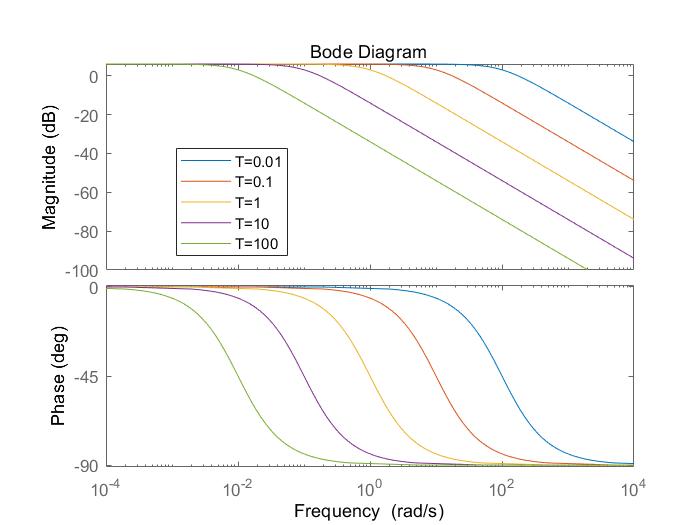 Bode Diagram
Magnitude (dB)
0
-20
-40
-60
-80
-100
T=0.01
T=0.1
T=1
T=10
T=100
Phase (deg)
0
-45
-90
10^-4
10^-2
10^0
10^2
10^4
Frequency (rad/s)